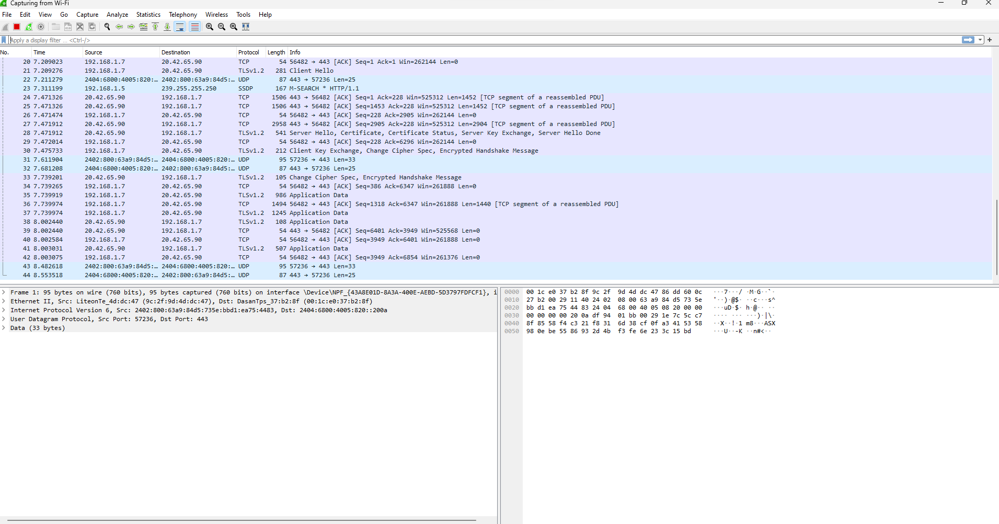 Capturing from Wi-Fi
File Edit View Go Capture Analyze Statistics Telephony Wireless Tools Help
Apply a display filter ... <Ctrl-/>
No. Time Source Destination Protocol Length Info
20 7.209023 192.168.1.7 20.42.65.90 TCP 54 56482 → 443 [ACK] Seq=1 Ack=1 Win=262144 Len=0
21 7.209276 192.168.1.7 20.42.65.90 TLSv1.2 281 Client Hello
22 7.211279 2404:6800:4005:820:… 2402:800:63a9:84d5:… UDP 87 443 → 57236 Len=25
23 7.311199 192.168.1.5 239.255.255.250 SSDP 167 M-SEARCH * HTTP/1.1
24 7.471326 20.42.65.90 192.168.1.7 TCP 1506 443 → 56482 [ACK] Seq=1 Ack=228 Win=525312 Len=1452 [TCP segment of a reassembled PDU]
25 7.471326 20.42.65.90 192.168.1.7 TCP 1506 443 → 56482 [ACK] Seq=1453 Ack=228 Win=525312 Len=1452 [TCP segment of a reassembled PDU]
26 7.471474 192.168.1.7 20.42.65.90 TCP 54 56482 → 443 [ACK] Seq=228 Ack=2905 Win=262144 Len=0
27 7.471912 20.42.65.90 192.168.1.7 TCP 2958 443 → 56482 [ACK] Seq=2905 Ack=228 Win=525312 Len=2904 [TCP segment of a reassembled PDU]
28 7.471912 20.42.65.90 192.168.1.7 TLSv1.2 541 Server Hello, Certificate, Certificate Status, Server Key Exchange, Server Hello Done
29 7.472014 192.168.1.7 20.42.65.90 TCP 54 56482 → 443 [ACK] Seq=228 Ack=6296 Win=262144 Len=0
30 7.475733 192.168.1.7 20.42.65.90 TLSv1.2 212 Client Key Exchange, Change Cipher Spec, Encrypted Handshake Message
31 7.611904 2402:800:63a9:84d5:… 2404:6800:4005:820:… UDP 95 57236 → 443 Len=33
32 7.681208 2404:6800:4005:820:… 2402:800:63a9:84d5:… UDP 87 443 → 57236 Len=25
33 7.739201 20.42.65.90 192.168.1.7 TLSv1.2 105 Change Cipher Spec, Encrypted Handshake Message
34 7.739265 192.168.1.7 20.42.65.90 TCP 54 56482 → 443 [ACK] Seq=386 Ack=6347 Win=261888 Len=0
35 7.739919 192.168.1.7 20.42.65.90 TLSv1.2 986 Application Data
36 7.739974 192.168.1.7 20.42.65.90 TCP 1494 56482 → 443 [ACK] Seq=1318 Ack=6347 Win=261888 Len=1440 [TCP segment of a reassembled PDU]
37 7.739974 192.168.1.7 20.42.65.90 TLSv1.2 1245 Application Data
38 8.002440 20.42.65.90 192.168.1.7 TLSv1.2 108 Application Data
39 8.002440 20.42.65.90 192.168.1.7 TCP 54 443 → 56482 [ACK] Seq=6401 Ack=3949 Win=525568 Len=0
40 8.002584 192.168.1.7 20.42.65.90 TCP 54 56482 → 443 [ACK] Seq=3949 Ack=6401 Win=261888 Len=0
41 8.003031 20.42.65.90 192.168.1.7 TLSv1.2 507 Application Data
42 8.003075 192.168.1.7 20.42.65.90 TCP 54 56482 → 443 [ACK] Seq=3949 Ack=6854 Win=261376 Len=0
43 8.482618 2402:800:63a9:84d5:… 2404:6800:4005:820:… UDP 95 57236 → 443 Len=33
44 8.553518 2404:6800:4005:820:… 2402:800:63a9:84d5:… UDP 87 443 → 57236 Len=25
Frame 1: 95 bytes on wire (760 bits), 95 bytes captured (760 bits) on interface \Device\NPF_{43A8E01D-8A3A-400E-AEBD-5D3797FDFCF1}, i
Ethernet II, Src: LiteonTe_4d:dc:47 (9c:2f:9d:4d:dc:47), Dst: DasanTps_37:b2:8f (00:1c:e0:37:b2:8f)
Internet Protocol Version 6, Src: 2402:800:63a9:84d5:735e:bbd1:ea75:4483, Dst: 2404:6800:4005:820::200a
User Datagram Protocol, Src Port: 57236, Dst Port: 443
Data (33 bytes)
0000 00 1c e0 37 b2 8f 9c 2f 9d 4d dc 47 86 dd 60 0c ···7···/ ·M·G··`·
0010 27 b2 00 29 11 40 24 02 08 00 63 a9 84 d5 73 5e '··)·@$· ··c···s^
0020 bb d1 ea 75 44 83 24 04 68 00 40 05 08 20 00 00 ···uD·$· h·@·· ··
0030 00 00 00 00 20 0a df 94 01 bb 00 29 1e 7c 5c c7 ···· ··· ···)·|\·
0040 8f 85 58 f4 c3 21 f8 31 6d 38 cf 0f a3 41 53 58 ··X··!·1 m8···ASX
0050 98 0e be 55 86 93 2d 4b f3 fe 6e 23 3c 15 bd ···U··-K ··n#<··